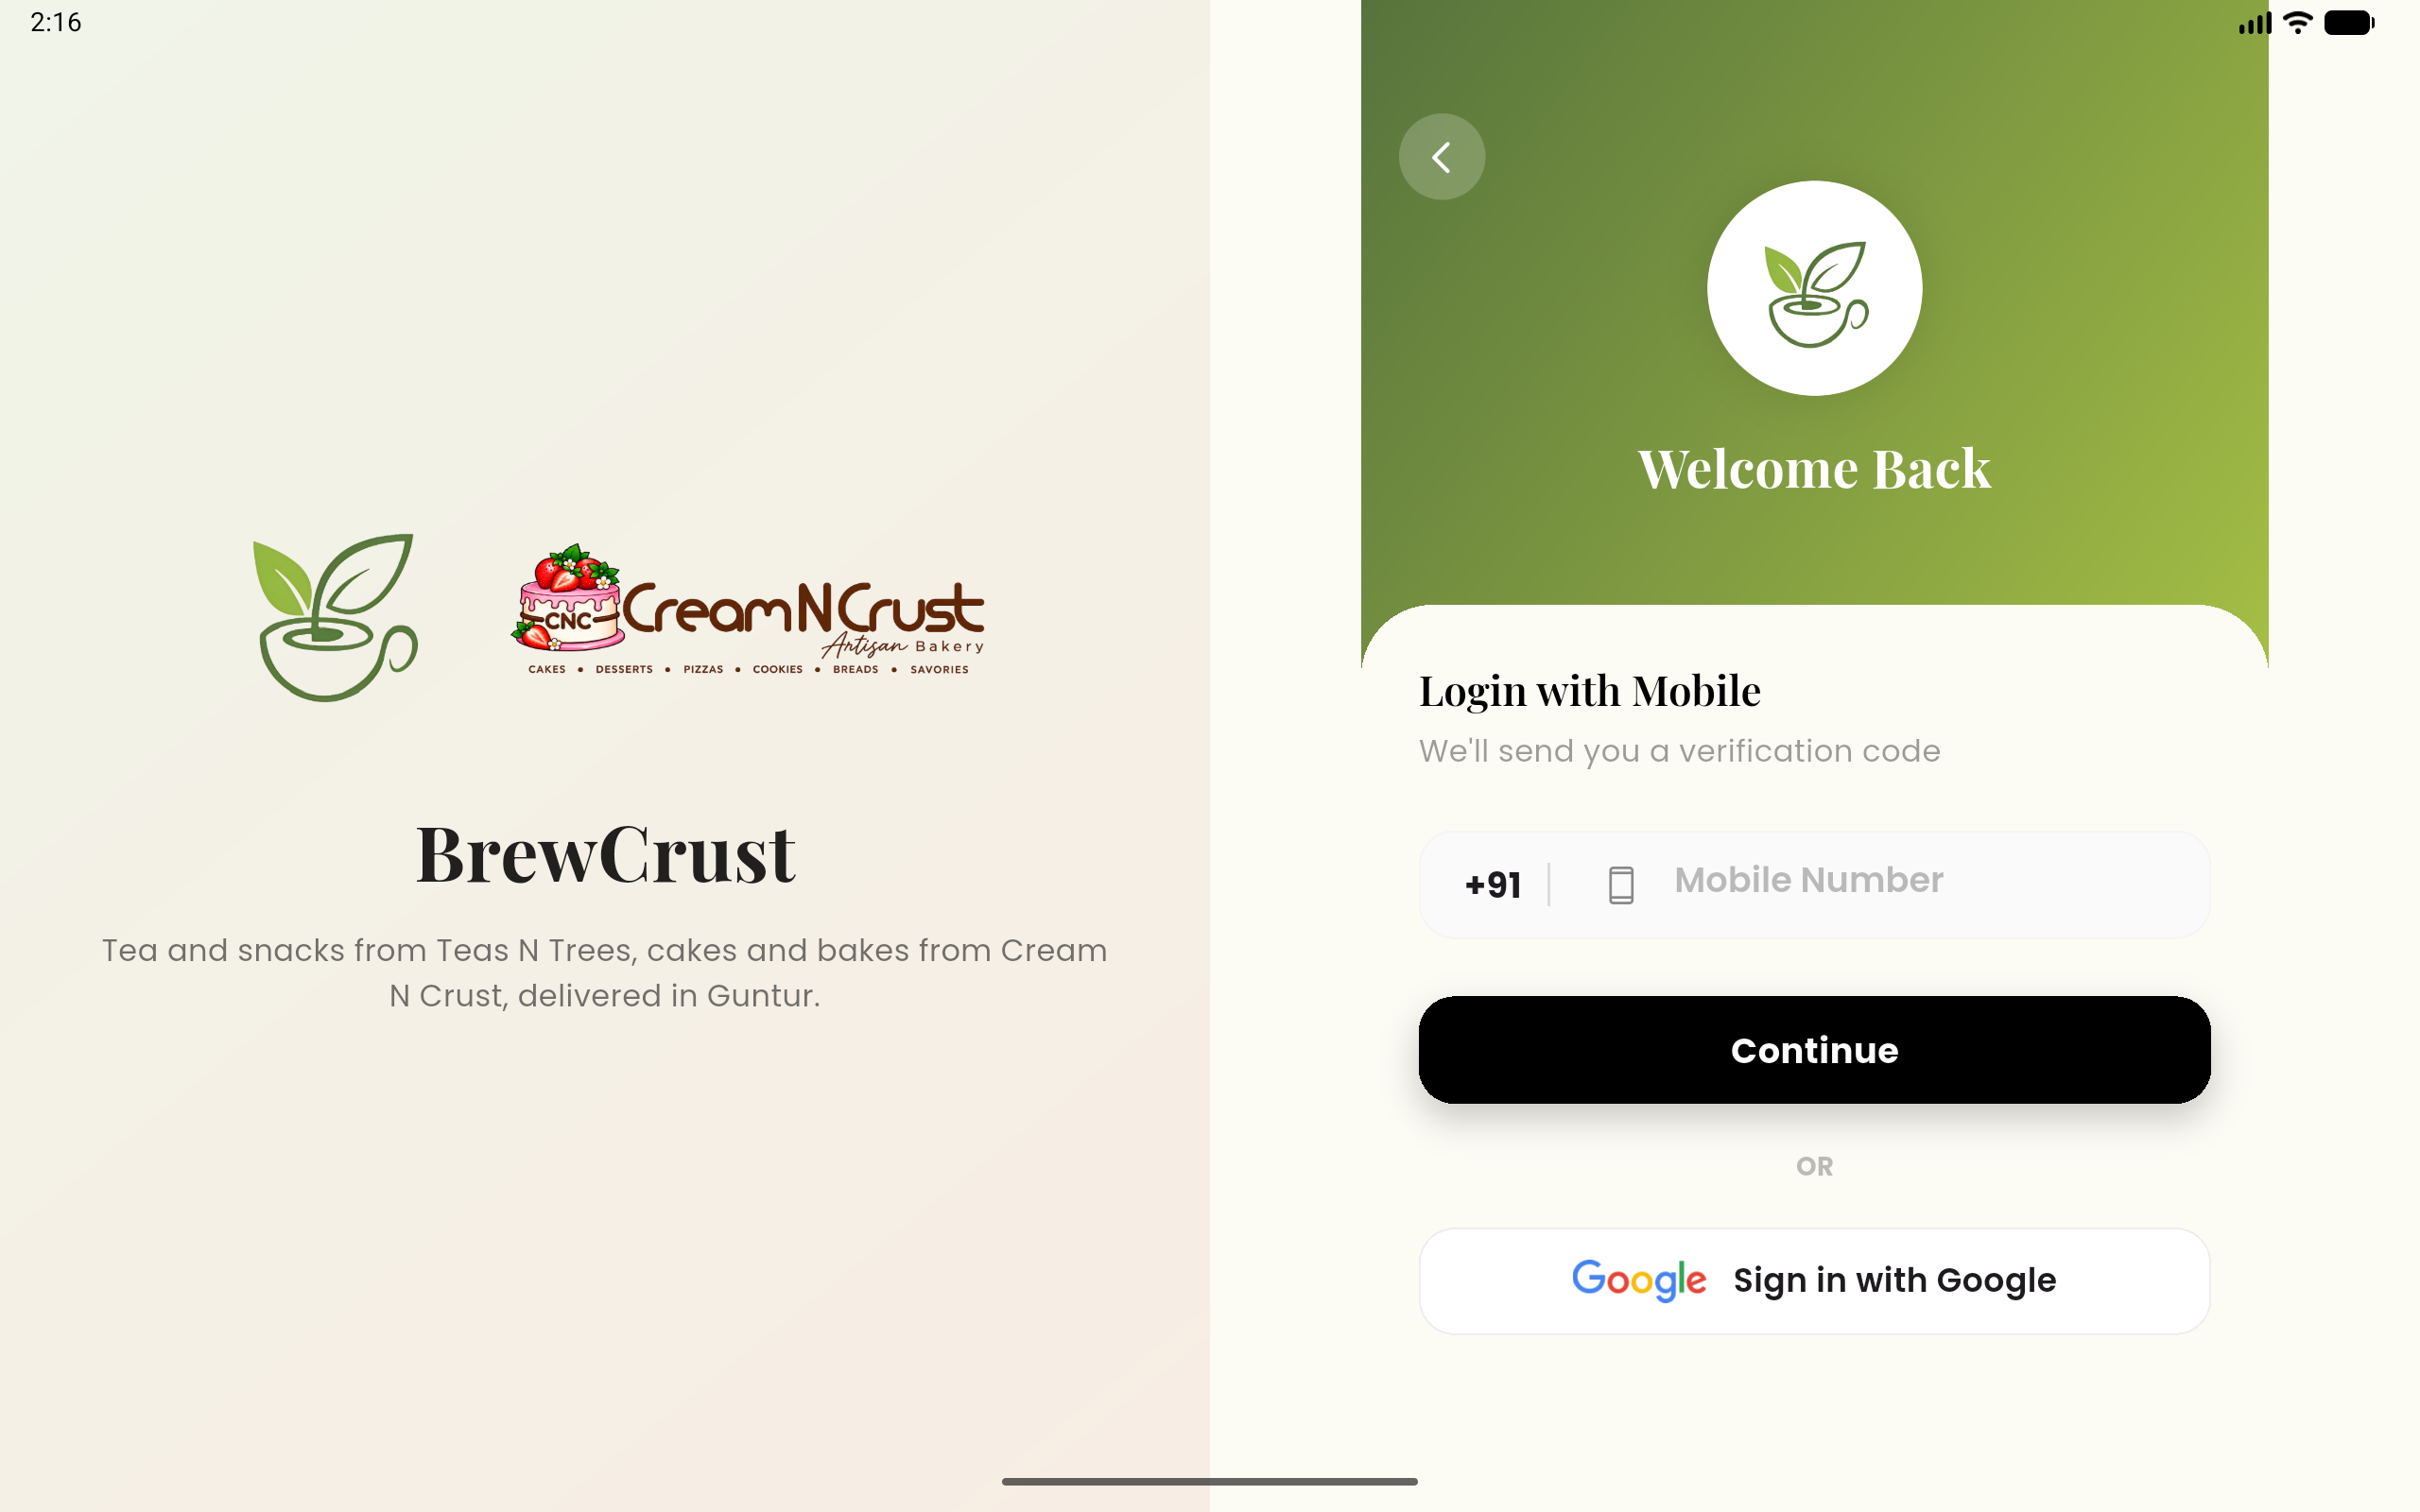 2:16
CNC
Cream N Crust
Artisan Bakery
CAKES • DESSERTS • PIZZAS • COOKIES • BREADS • SAVORIES
BrewCrust
Tea and snacks from Teas N Trees, cakes and bakes from Cream
N Crust, delivered in Guntur.
Welcome Back
Login with Mobile
We'll send you a verification code
+91 Mobile Number
Continue
OR
Google Sign in with Google